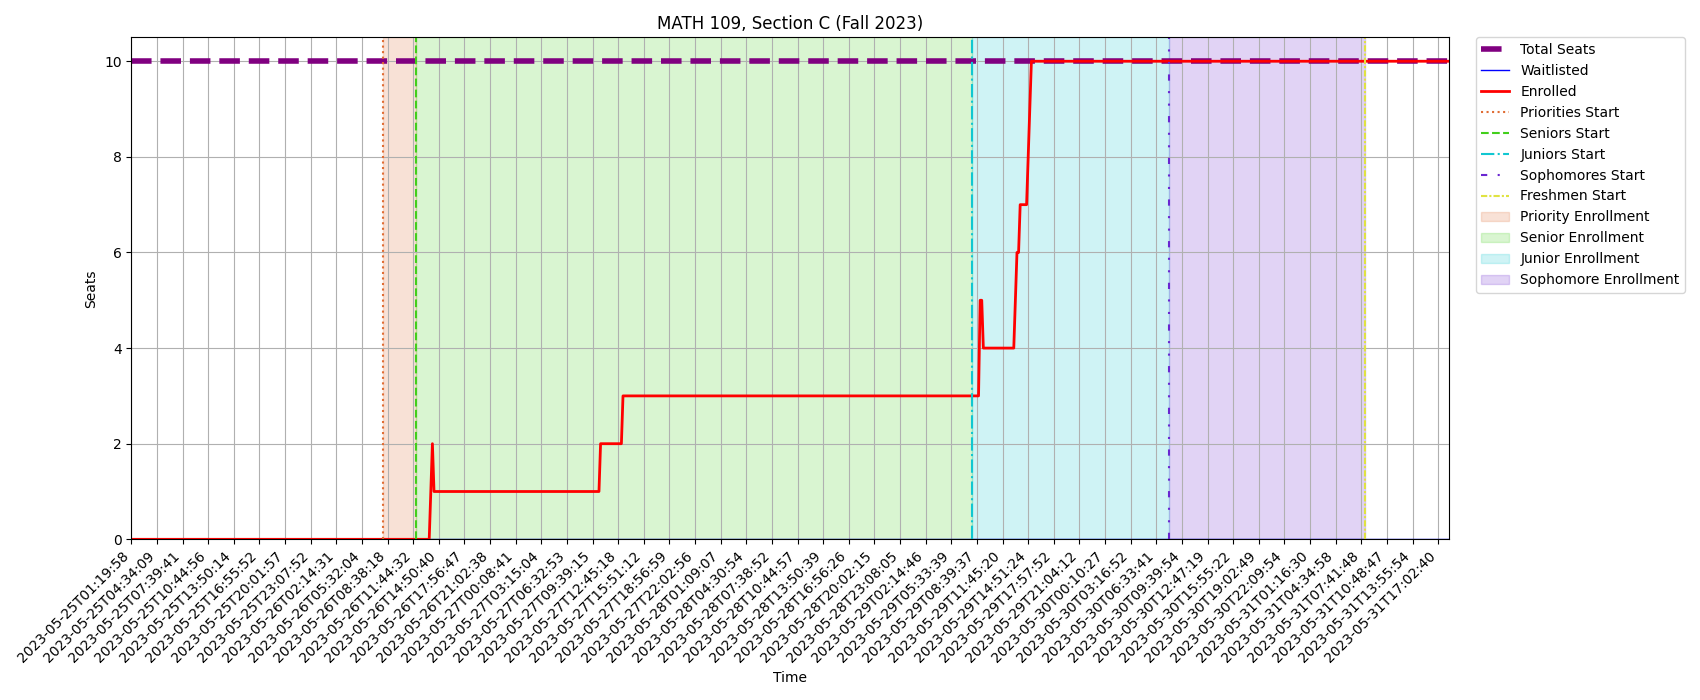 MATH 109, Section C (Fall 2023)
Total Seats
Waitlisted
Enrolled
Priorities Start
Seniors Start
Juniors Start
Sophomores Start
Freshmen Start
Priority Enrollment
Senior Enrollment
Junior Enrollment
Sophomore Enrollment
Seats
10
8
6
4
2
0
2023-05-25T01:19:58
2023-05-25T04:34:09
2023-05-25T07:39:41
2023-05-25T10:44:56
2023-05-25T13:50:14
2023-05-25T16:55:52
2023-05-25T20:01:57
2023-05-25T23:07:52
2023-05-26T02:14:31
2023-05-26T05:32:04
2023-05-26T08:38:18
2023-05-26T11:44:32
2023-05-26T14:50:40
2023-05-26T17:56:47
2023-05-26T21:02:38
2023-05-27T00:08:41
2023-05-27T03:15:04
2023-05-27T06:32:53
2023-05-27T09:39:15
2023-05-27T12:45:18
2023-05-27T15:51:12
2023-05-27T18:56:59
2023-05-27T22:02:56
2023-05-28T01:09:07
2023-05-28T04:30:54
2023-05-28T07:38:52
2023-05-28T10:44:57
2023-05-28T13:50:39
2023-05-28T16:56:26
2023-05-28T20:02:15
2023-05-28T23:08:05
2023-05-29T02:14:46
2023-05-29T05:33:39
2023-05-29T08:39:37
2023-05-29T11:45:20
2023-05-29T14:51:24
2023-05-29T17:57:52
2023-05-29T21:04:12
2023-05-30T00:10:27
2023-05-30T03:16:52
2023-05-30T06:33:41
2023-05-30T09:39:54
2023-05-30T12:47:19
2023-05-30T15:55:22
2023-05-30T19:02:49
2023-05-30T22:09:54
2023-05-31T01:16:30
2023-05-31T04:34:58
2023-05-31T07:41:48
2023-05-31T10:48:47
2023-05-31T13:55:54
2023-05-31T17:02:40
Time